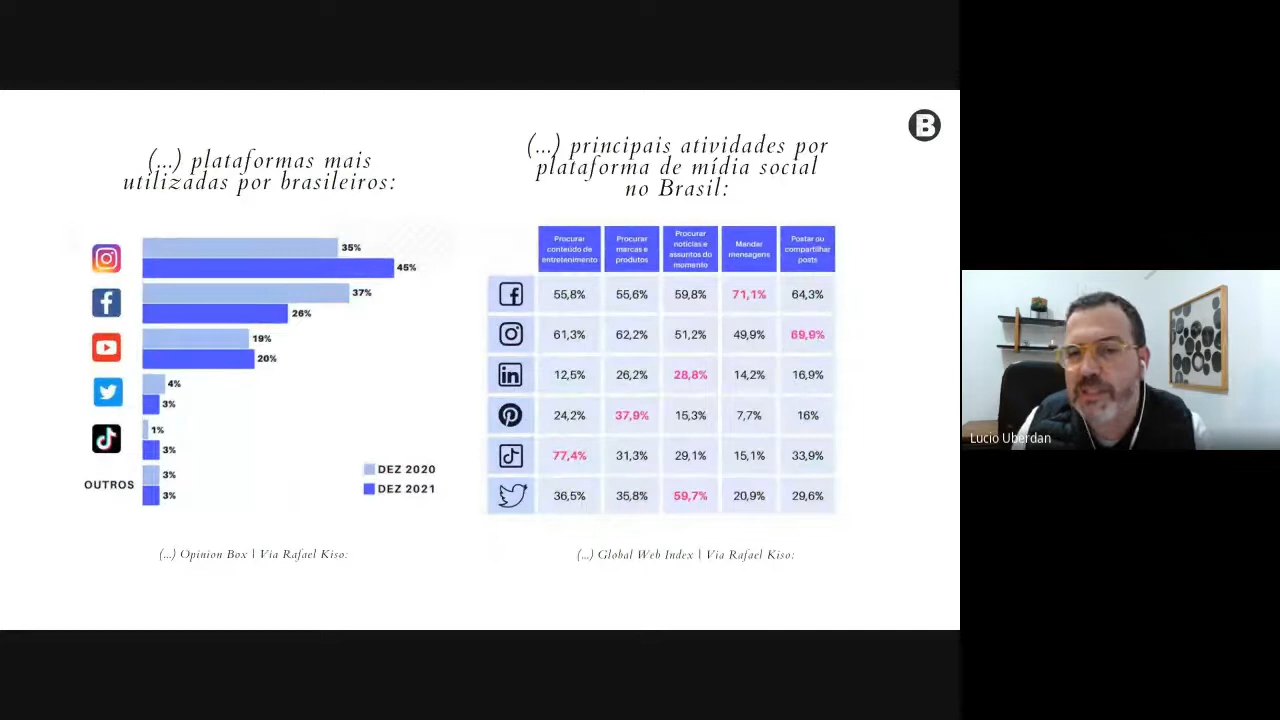 B
(...) plataformas mais
utilizadas por brasileiros:
35%
45%
37%
26%
19%
20%
4%
3%
1%
3%
OUTROS
3%
3%
DEZ 2020
DEZ 2021
(...) Opinion Box | Via Rafael Kiso:
(...) principais atividades por
plataforma de mídia social
no Brasil:
Procurar
conteúdo de
entretenimento
Procurar
marcas e
produtos
Procurar
notícias e
assuntos do
momento
Mandar
mensagens
Postar ou
compartilhar
posts
55,8% 55,6% 59,8% 71,1% 64,3%
61,3% 62,2% 51,2% 49,9% 69,9%
in 12,5% 26,2% 28,8% 14,2% 16,9%
24,2% 37,9% 15,3% 7,7% 16%
77,4% 31,3% 29,1% 15,1% 33,9%
36,5% 35,8% 59,7% 20,9% 29,6%
(...) Global Web Index | Via Rafael Kiso:
Lucio Uberdan